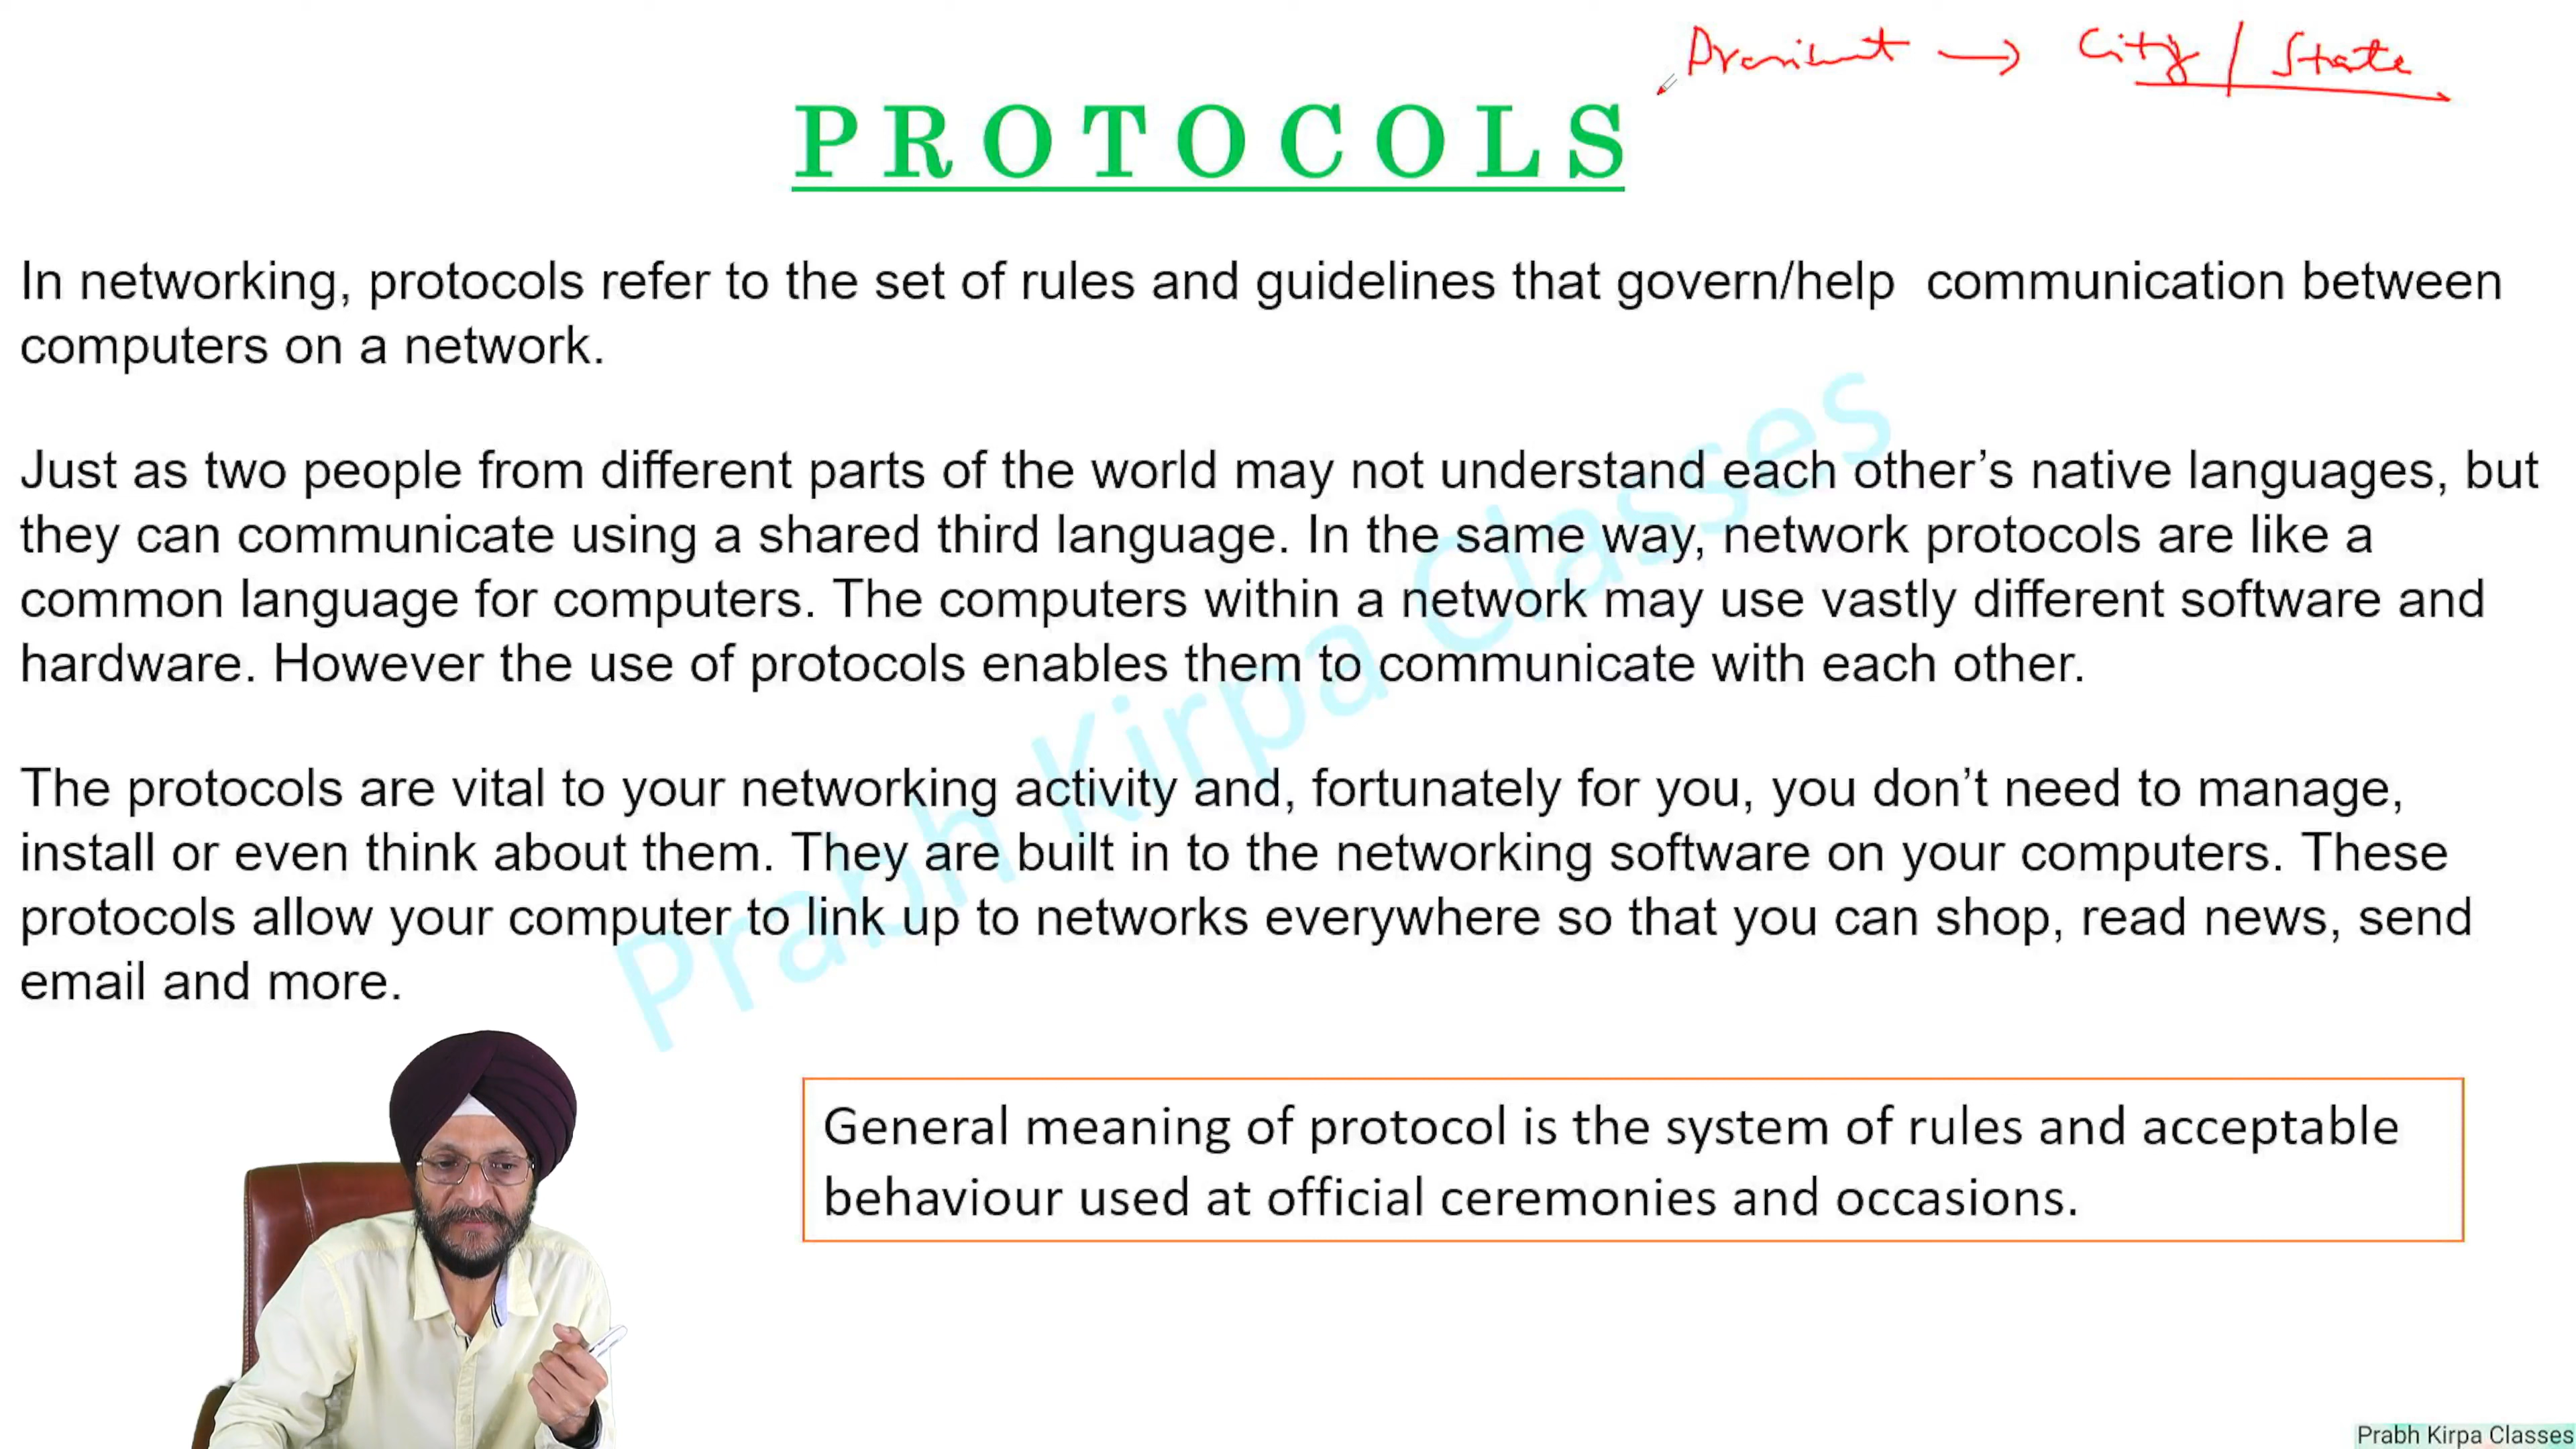 President → City / State
P R O T O C O L S
In networking, protocols refer to the set of rules and guidelines that govern/help communication between
computers on a network.
Just as two people from different parts of the world may not understand each other’s native languages, but
they can communicate using a shared third language. In the same way, network protocols are like a
common language for computers. The computers within a network may use vastly different software and
hardware. However the use of protocols enables them to communicate with each other.
The protocols are vital to your networking activity and, fortunately for you, you don’t need to manage,
install or even think about them. They are built in to the networking software on your computers. These
protocols allow your computer to link up to networks everywhere so that you can shop, read news, send
email and more.
Prabh Kirpa Classes
General meaning of protocol is the system of rules and acceptable
behaviour used at official ceremonies and occasions.
Prabh Kirpa Classes